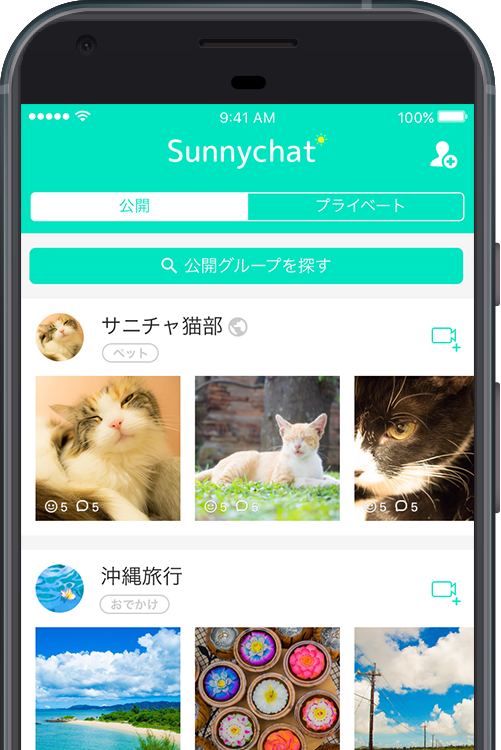 9:41 AM
100%
Sunnychat
公開
プライベート
公開グループを探す
サニチャ猫部
ペット
5 5
5 5
5 5
沖縄旅行
おでかけ